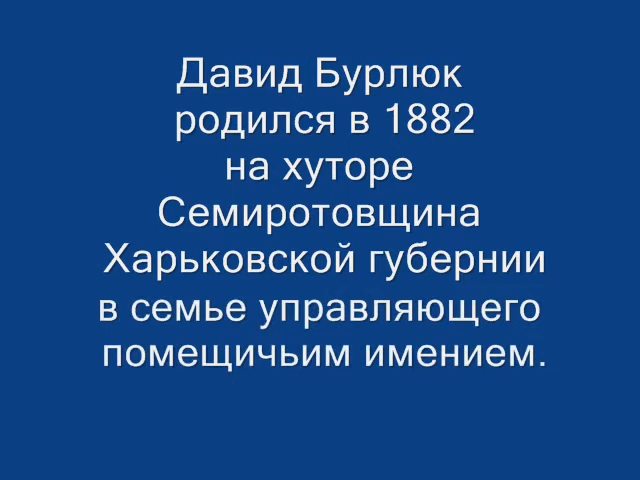 Давид Бурлюк
родился в 1882
на хуторе
Семиротовщина
Харьковской губернии
в семье управляющего
помещичьим имением.